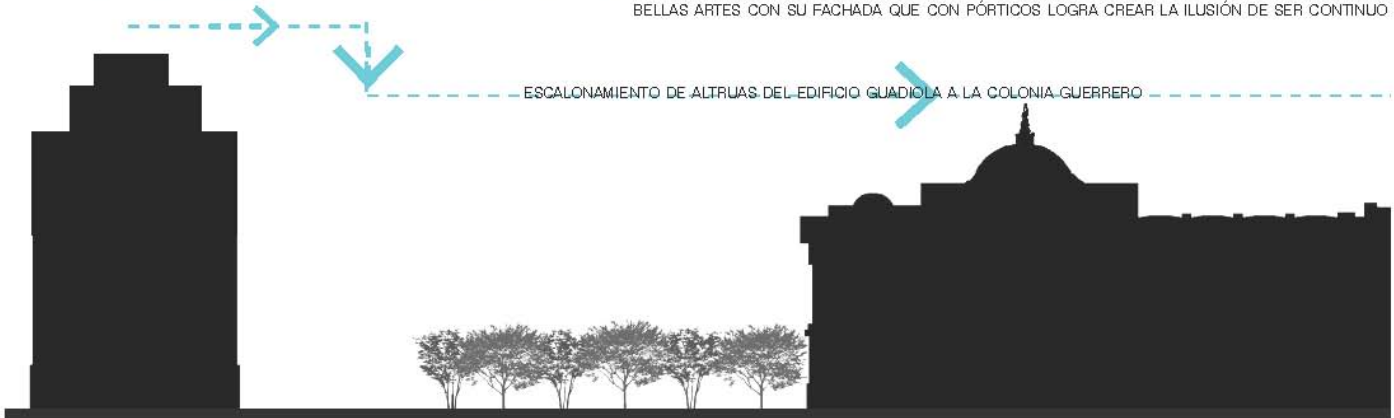 BELLAS ARTES CON SU FACHADA QUE CON PÓRTICOS LOGRA CREAR LA ILUSIÓN DE SER CONTINUO
ESCALONAMIENTO DE ALTRUAS DEL EDIFICIO GUADIOLA A LA COLONIA GUERRERO